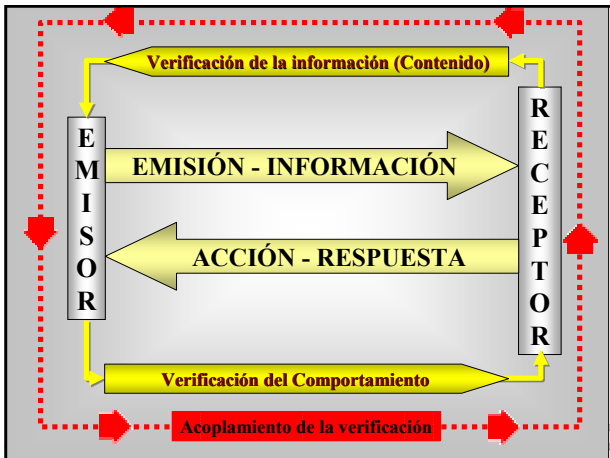 Verificación de la información (Contenido)
EMISOR
RECEPTOR
EMISIÓN - INFORMACIÓN
ACCIÓN - RESPUESTA
Verificación del Comportamiento
Acoplamiento de la verificación